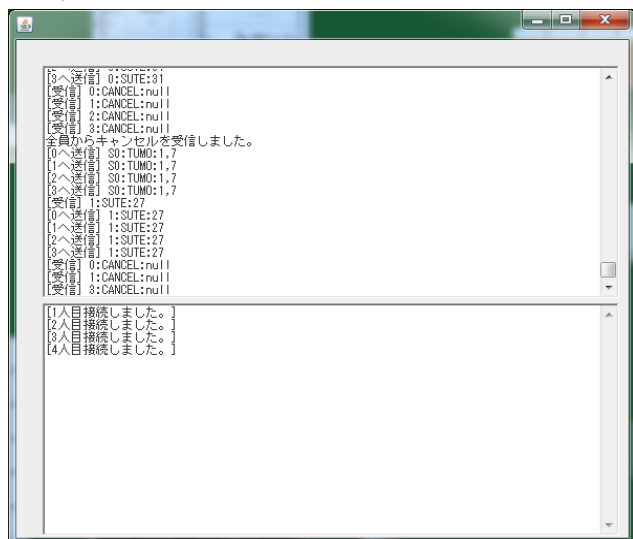 [3へ送信] 0:SUTE:31
[受信] 0:CANCEL:null
[受信] 1:CANCEL:null
[受信] 2:CANCEL:null
[受信] 3:CANCEL:null
全員からキャンセルを受信しました。
[0へ送信] S0:TUMO:1,7
[1へ送信] S0:TUMO:1,7
[2へ送信] S0:TUMO:1,7
[3へ送信] S0:TUMO:1,7
[受信] 1:SUTE:27
[0へ送信] 1:SUTE:27
[1へ送信] 1:SUTE:27
[2へ送信] 1:SUTE:27
[3へ送信] 1:SUTE:27
[受信] 0:CANCEL:null
[受信] 1:CANCEL:null
[受信] 3:CANCEL:null
[1人目接続しました。]
[2人目接続しました。]
[3人目接続しました。]
[4人目接続しました。]